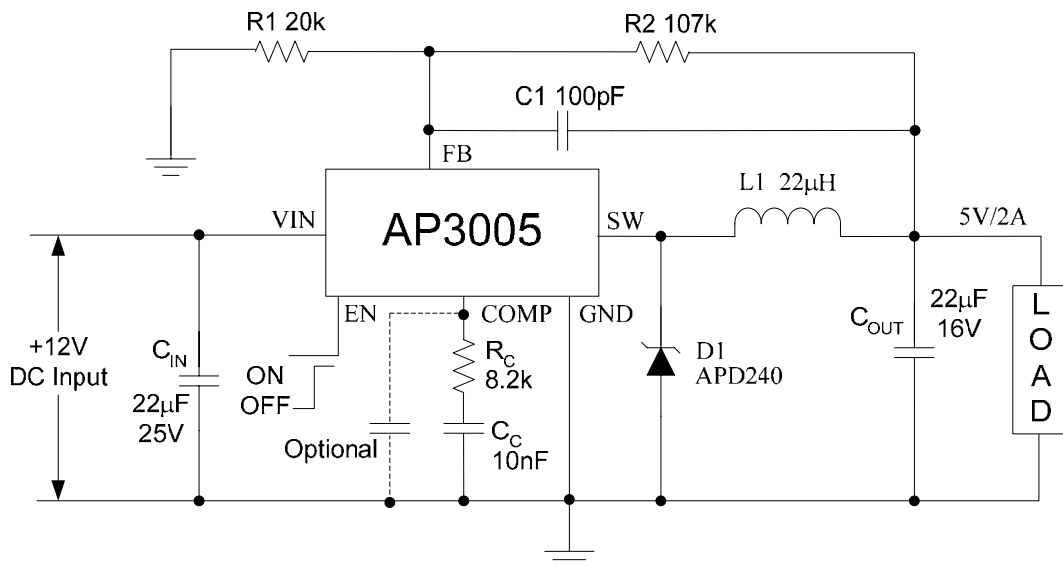 R1 20k
R2 107k
C1 100pF
FB
L1 22μH
VIN
AP3005
SW
5V/2A
EN
COMP
GND
+12V
DC Input
C_IN
22μF
25V
ON
OFF
Optional
R_C
8.2k
C_C
10nF
D1
APD240
C_OUT
22μF
16V
LOAD